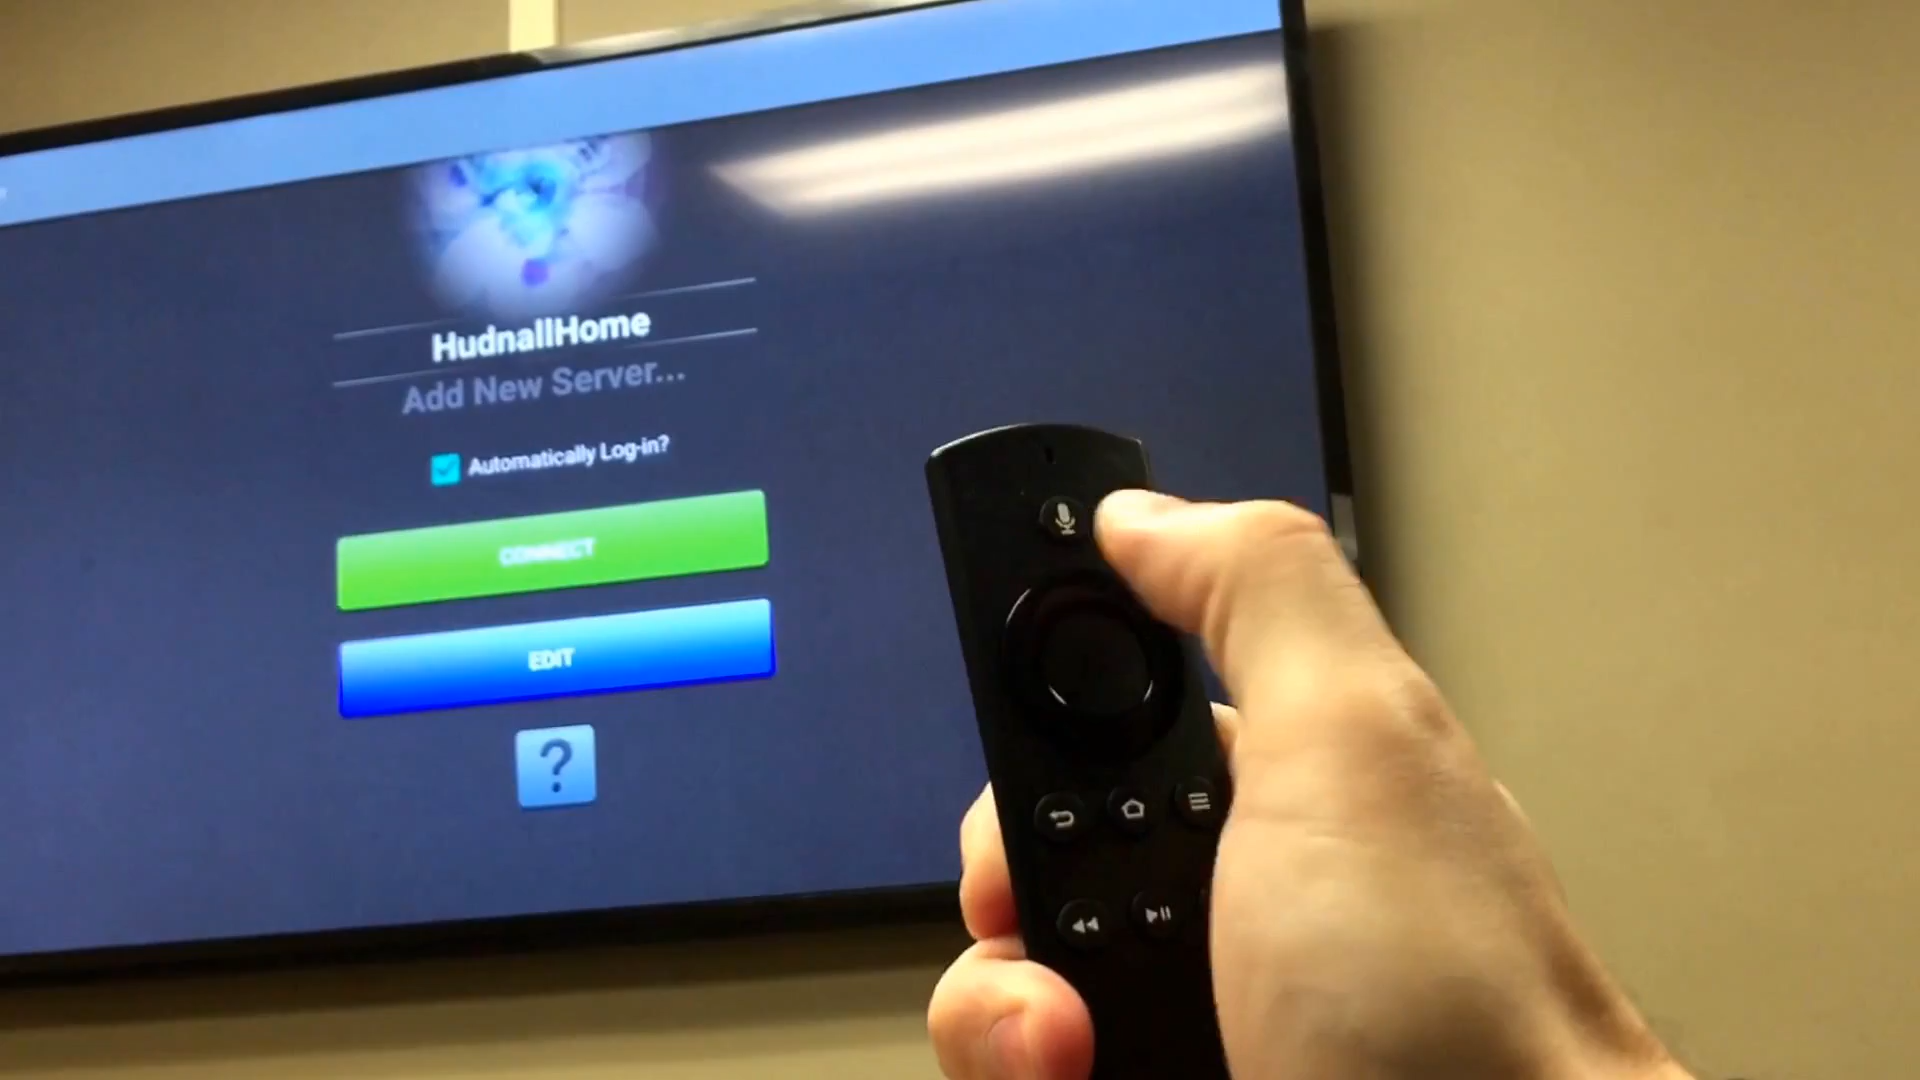 HudnallHome
Add New Server...
Automatically Log-in?
CONNECT
EDIT
?